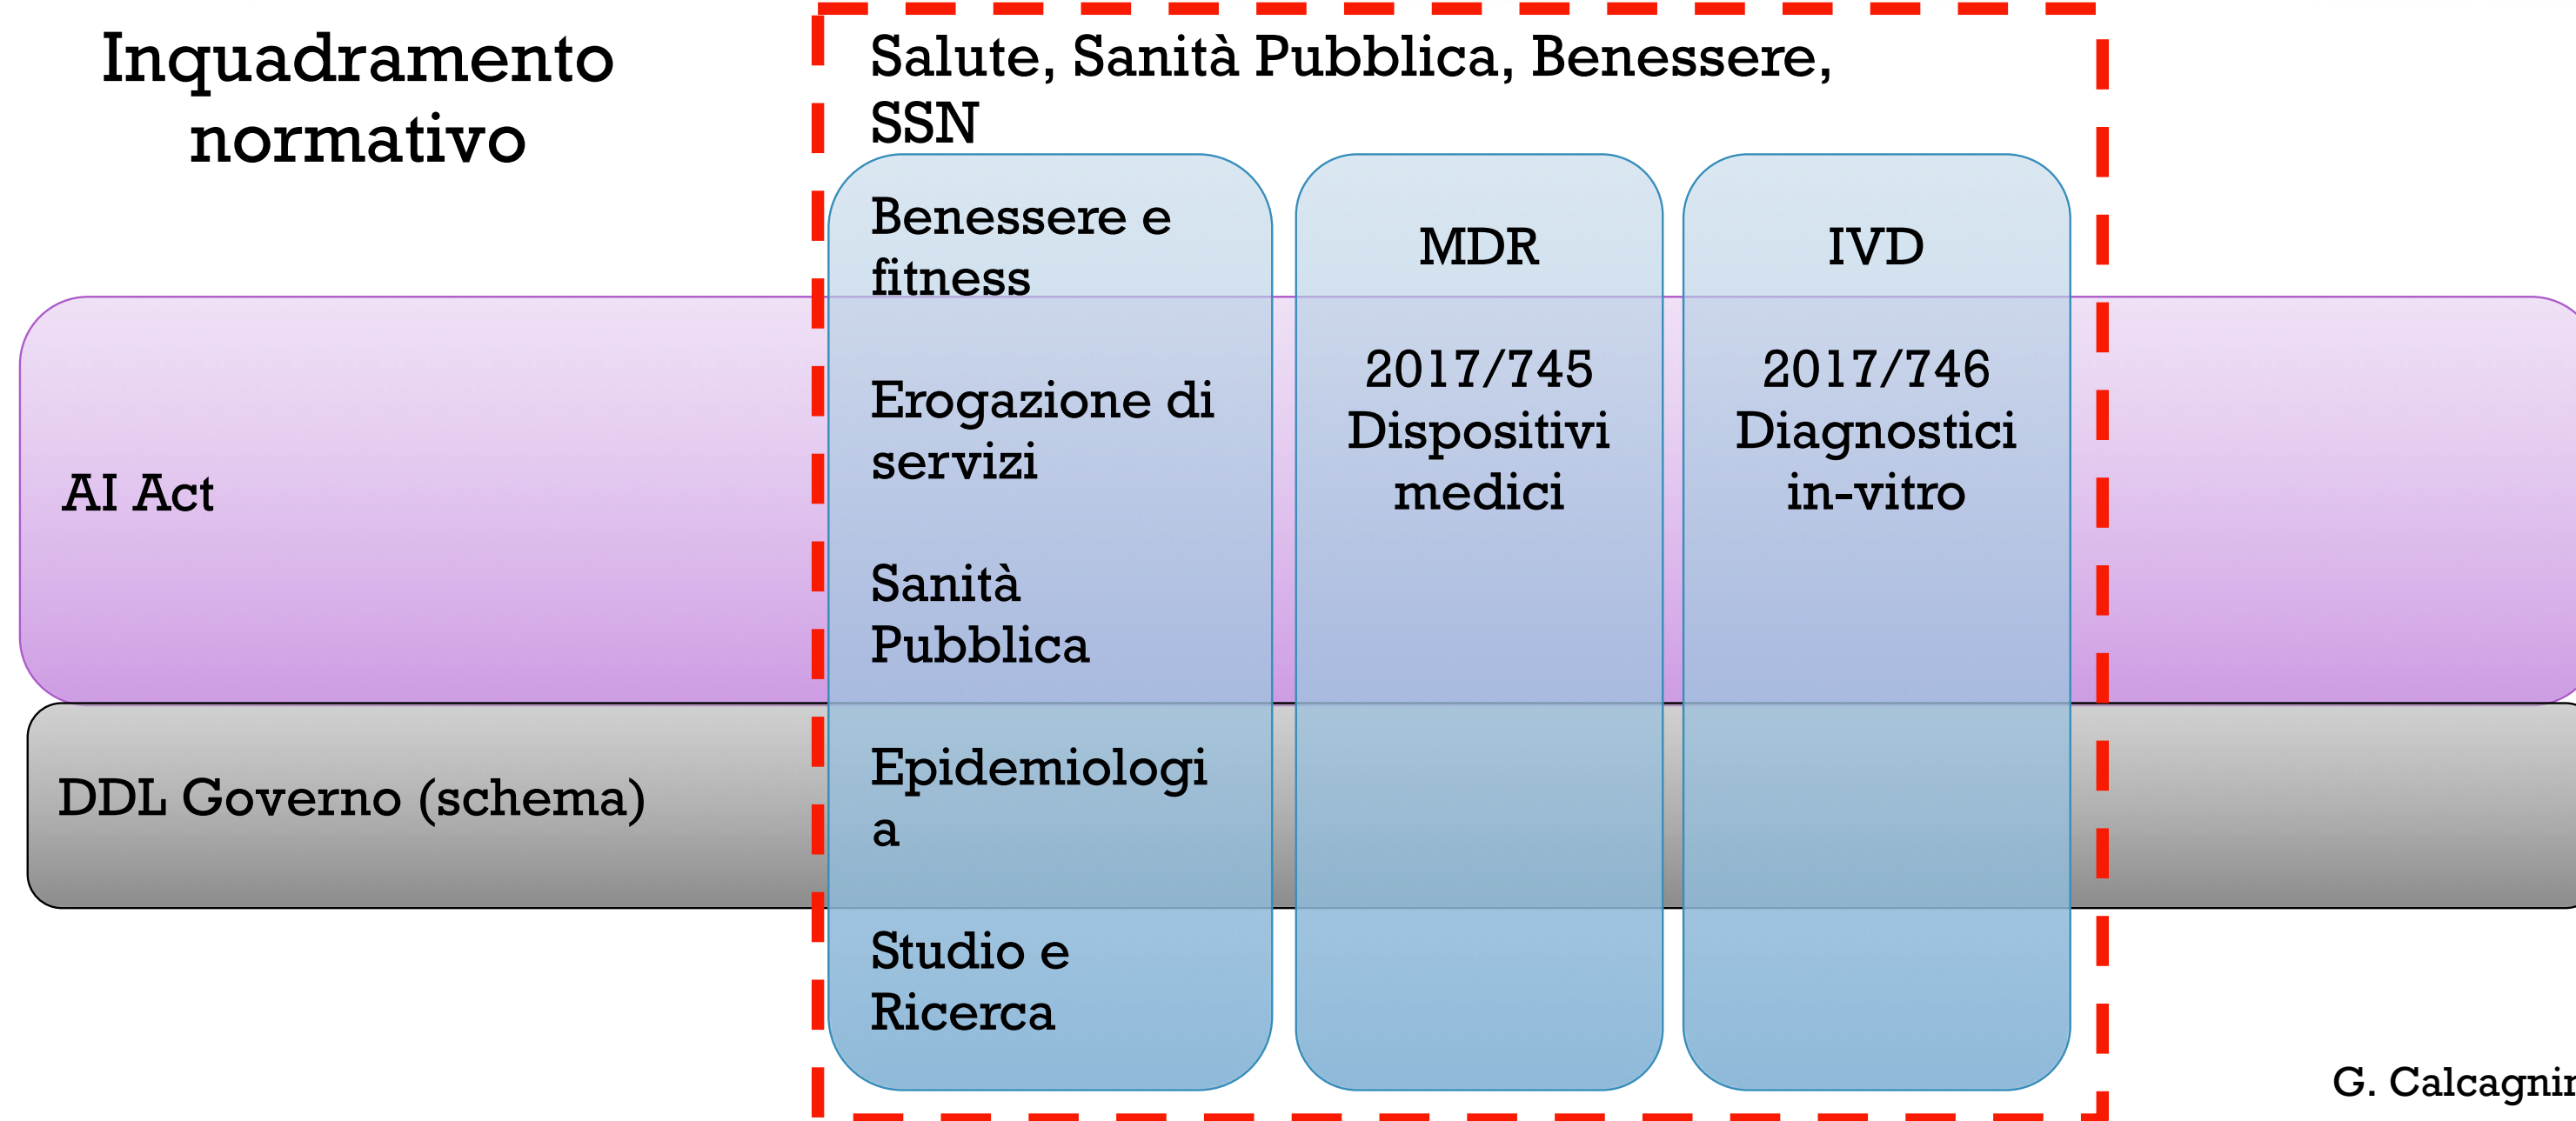 Inquadramento
normativo
Salute, Sanità Pubblica, Benessere,
SSN
Benessere e
fitness
Erogazione di
servizi
Sanità
Pubblica
Epidemiologi
a
Studio e
Ricerca
MDR
2017/745
Dispositivi
medici
IVD
2017/746
Diagnostici
in-vitro
AI Act
DDL Governo (schema)
G.